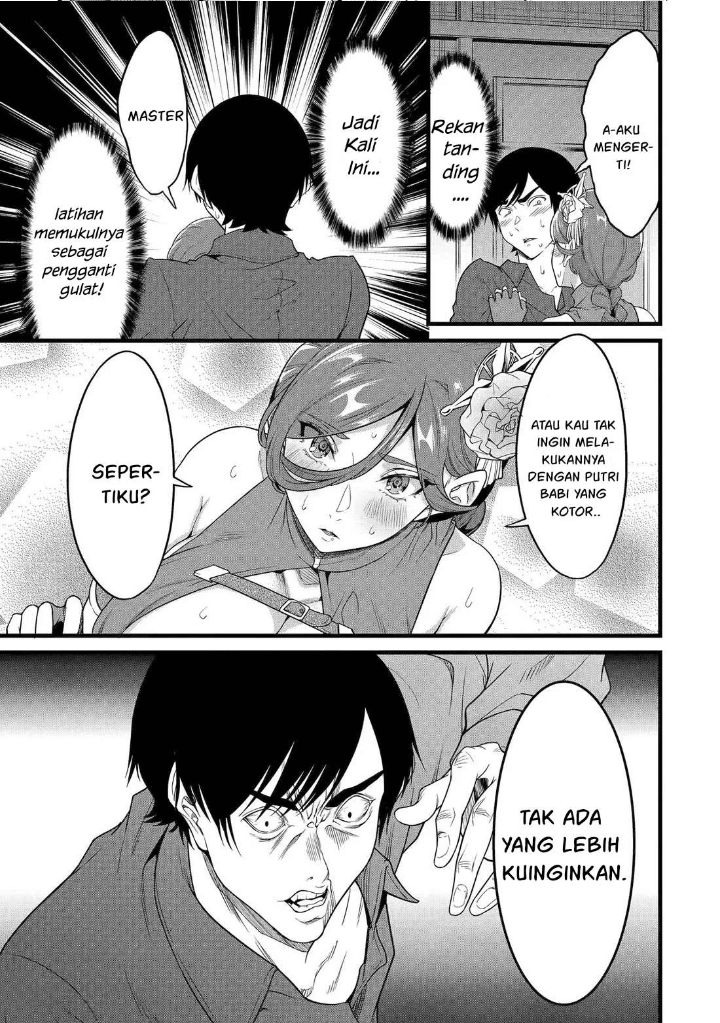 A-AKU
MENGER-
TI!
Rekan
tan-
ding
....
Jadi
Kali
Ini...
MASTER
latihan
memukulnya
sebagai
pengganti
gulat!
ATAU KAU TAK
INGIN MELA-
KUKANNYA
DENGAN PUTRI
BABI YANG
KOTOR..
SEPER-
TIKU?
TAK ADA
YANG LEBIH
KUINGINKAN.